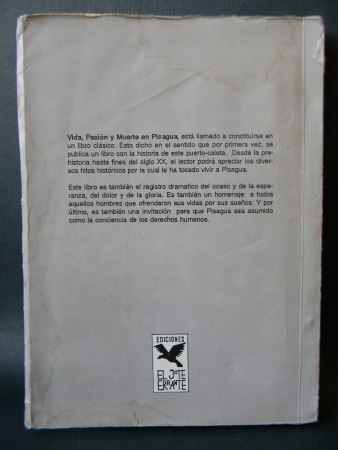 Vida, Pasión y Muerte en Pisagua, está llamado a constituírse en
un libro clásico. Esto dicho en el sentido que por primera vez, se
publica un libro con la historia de este puerto-caleta. Desde la pre-
historia hasta fines del siglo XX, el lector podrá apreciar los diver-
sos hitos históricos por la cual le ha tocado vivir a Pisagua.
Este libro es también el registro dramatico del ocaso y de la espe-
ranza, del dolor y de la gloria. Es también un homenaje a todos
aquellos hombres que ofrendaron sus vidas por sus sueños. Y por
último, es también una invitación para que Pisagua sea asumido
como la conciencia de los derechos humanos.
EDICIONES
EL JOTE
ERRANTE